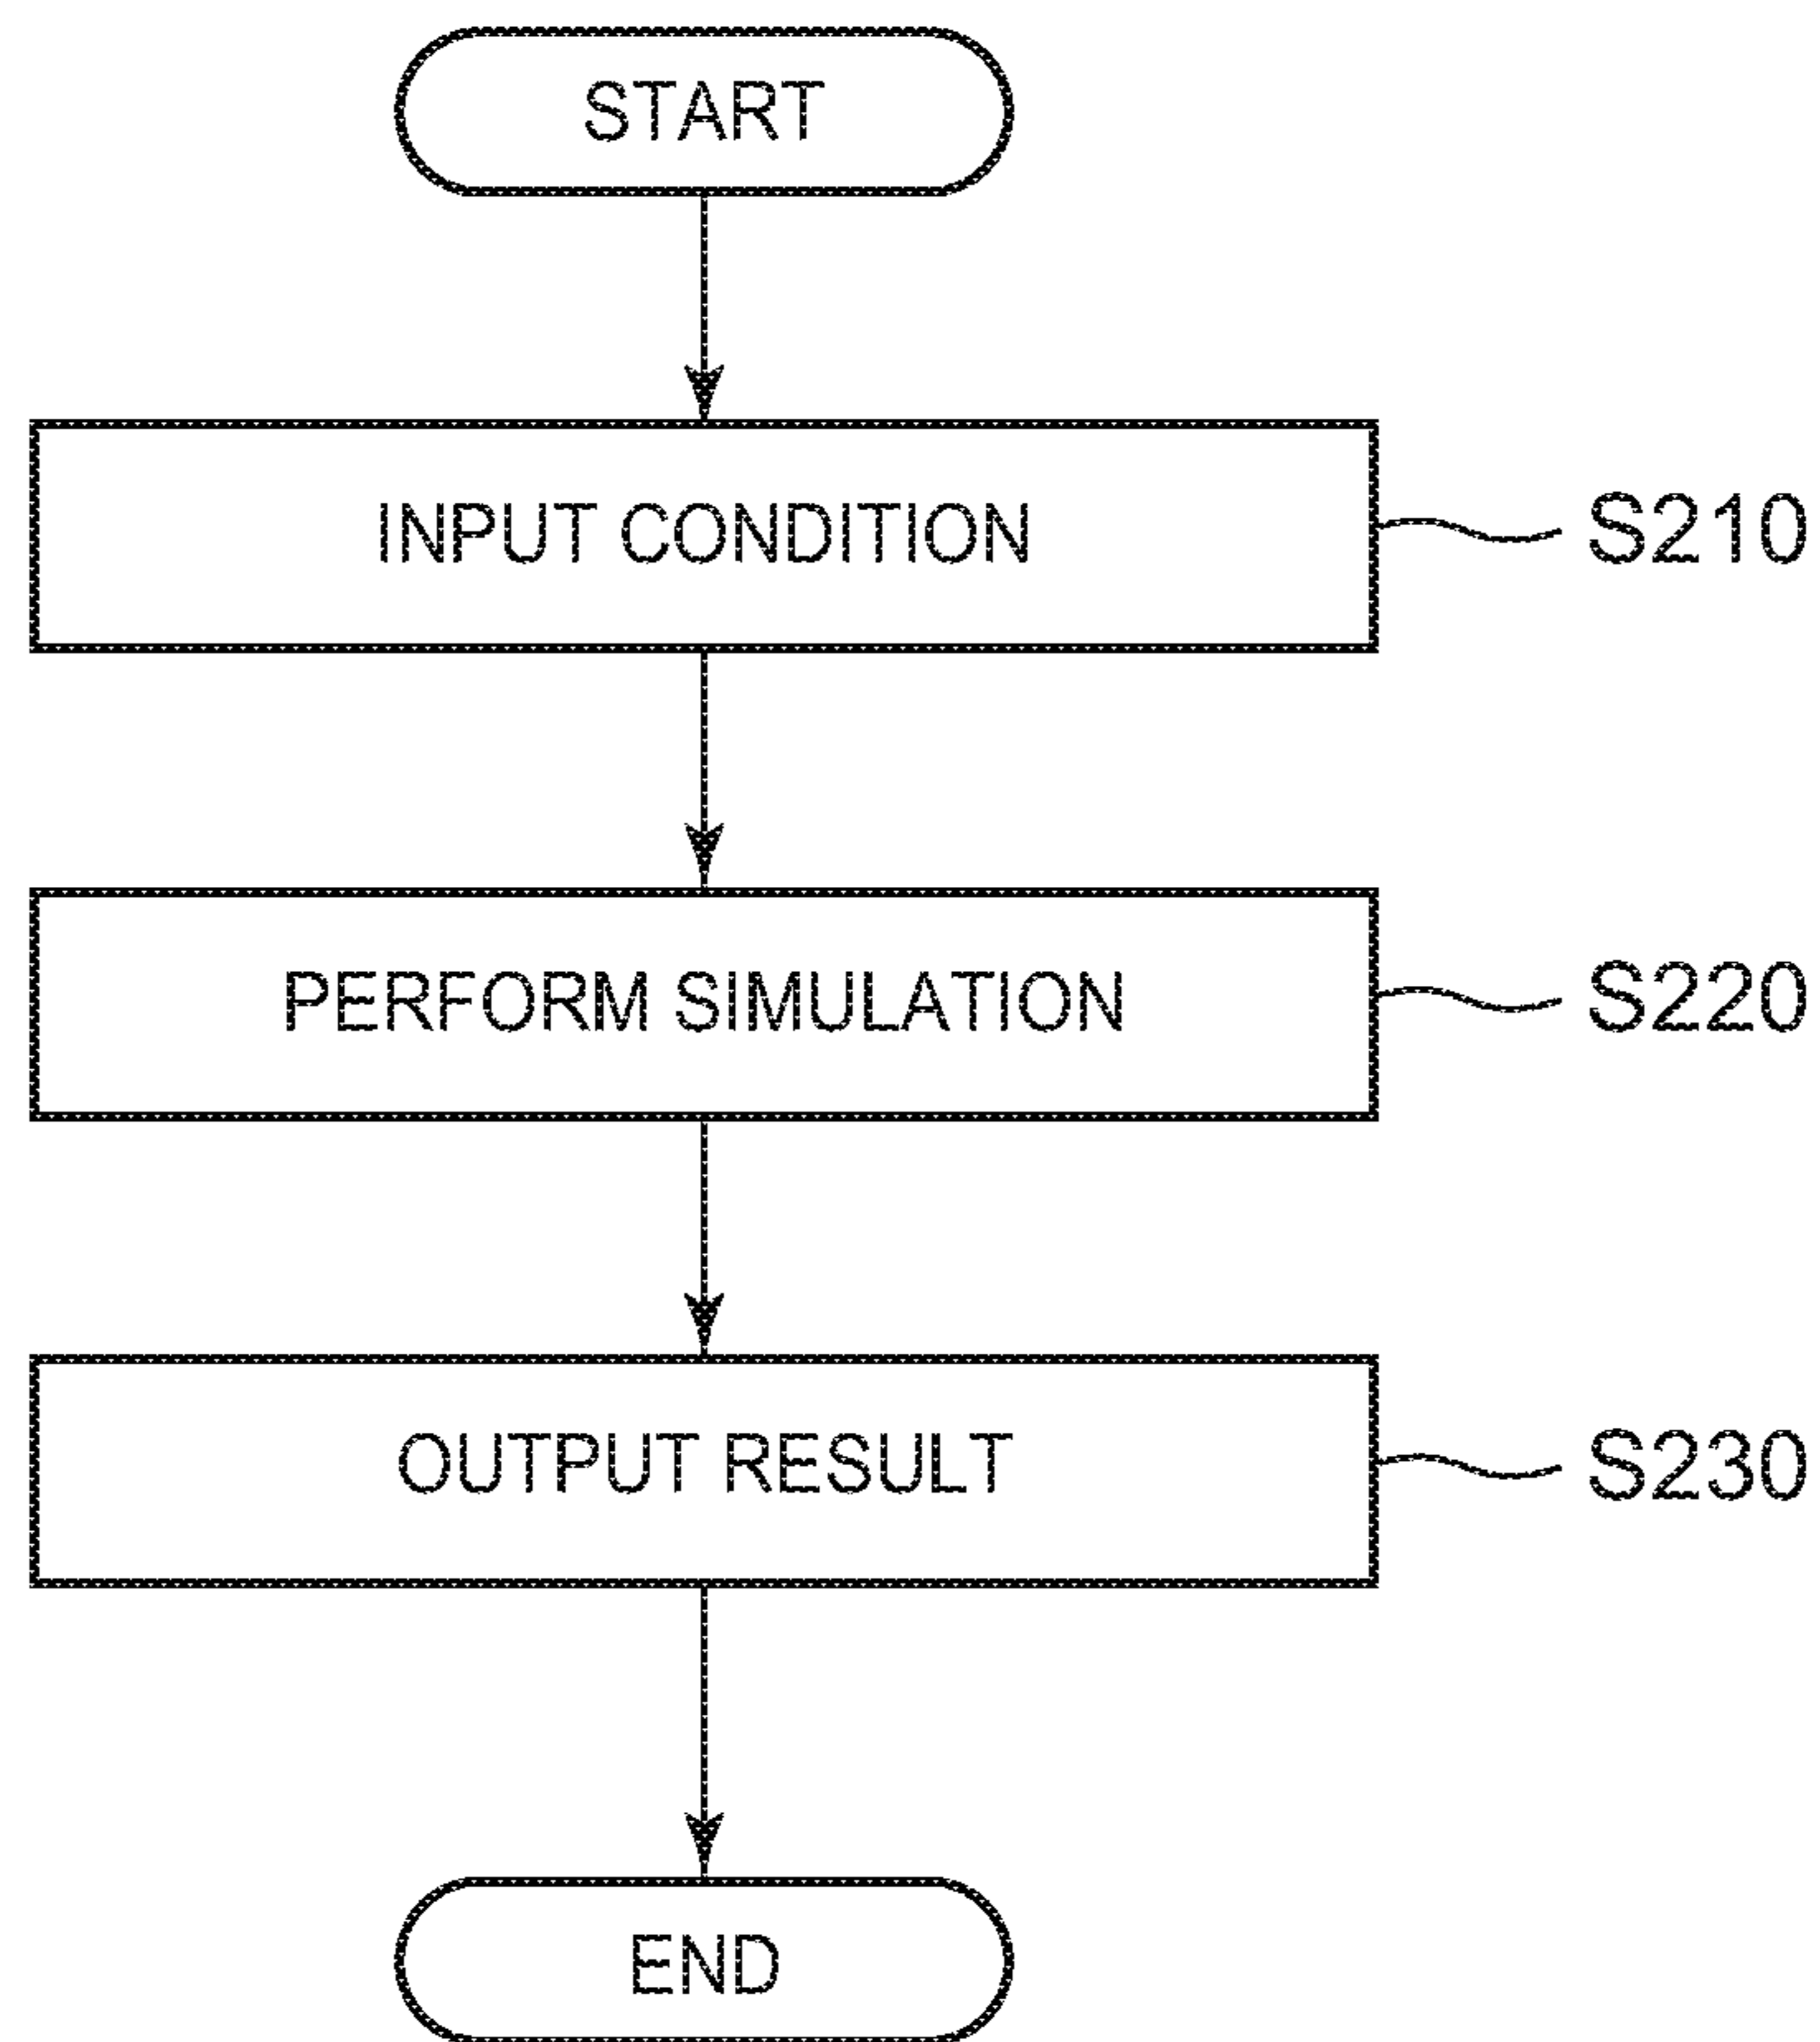 START
INPUT CONDITION
S210
PERFORM SIMULATION
S220
OUTPUT RESULT
S230
END